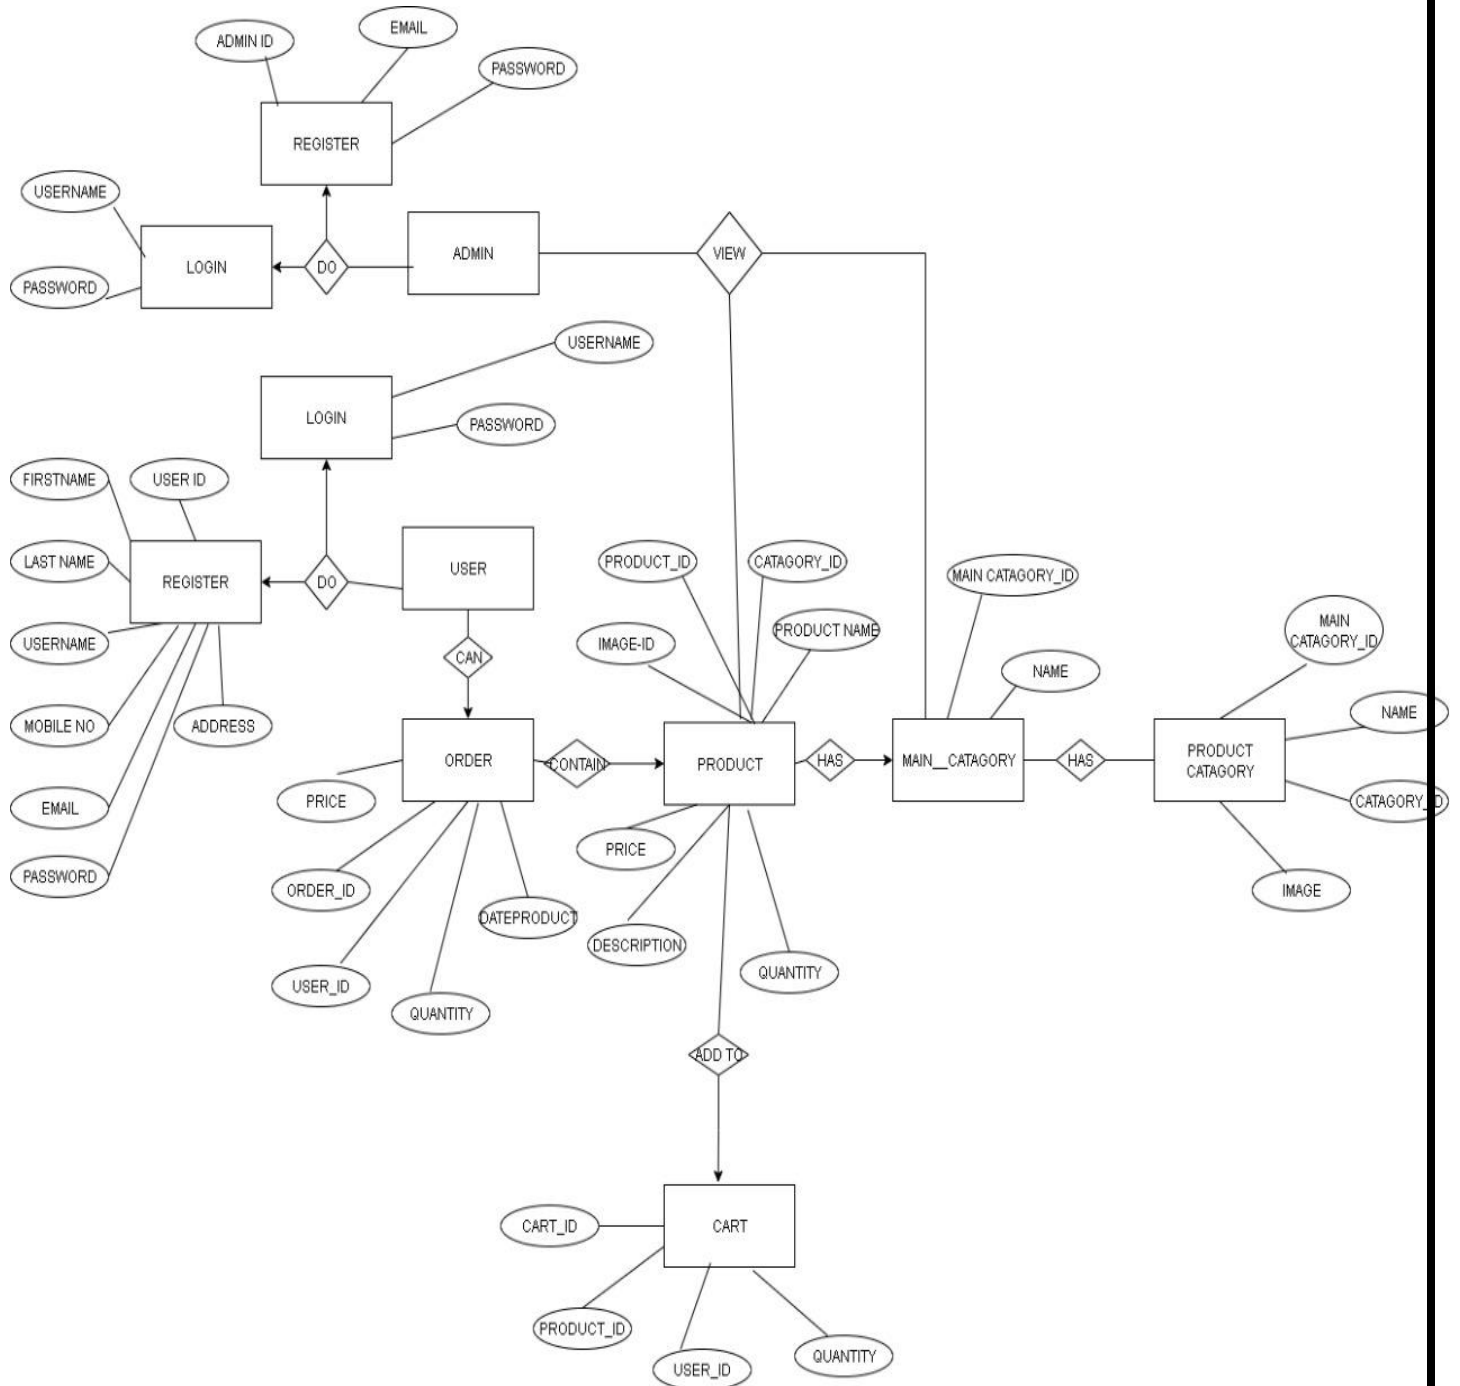 EMAIL
ADMIN ID
PASSWORD
REGISTER
USERNAME
LOGIN
DO
ADMIN
VIEW
PASSWORD
USERNAME
LOGIN
PASSWORD
FIRSTNAME
USER ID
LAST NAME
REGISTER
DO
USER
PRODUCT_ID
CATAGORY_ID
MAIN CATAGORY_ID
USERNAME
CAN
IMAGE-ID
PRODUCT NAME
NAME
MAIN
CATAGORY_ID
MOBILE NO
ADDRESS
NAME
ORDER
CONTAIN
PRODUCT
HAS
MAIN__CATAGORY
HAS
PRODUCT
CATAGORY
PRICE
CATAGORY_ID
EMAIL
PRICE
PASSWORD
ORDER_ID
DATEPRODUCT
IMAGE
DESCRIPTION
QUANTITY
USER_ID
QUANTITY
ADD TO
CART_ID
CART
PRODUCT_ID
USER_ID
QUANTITY